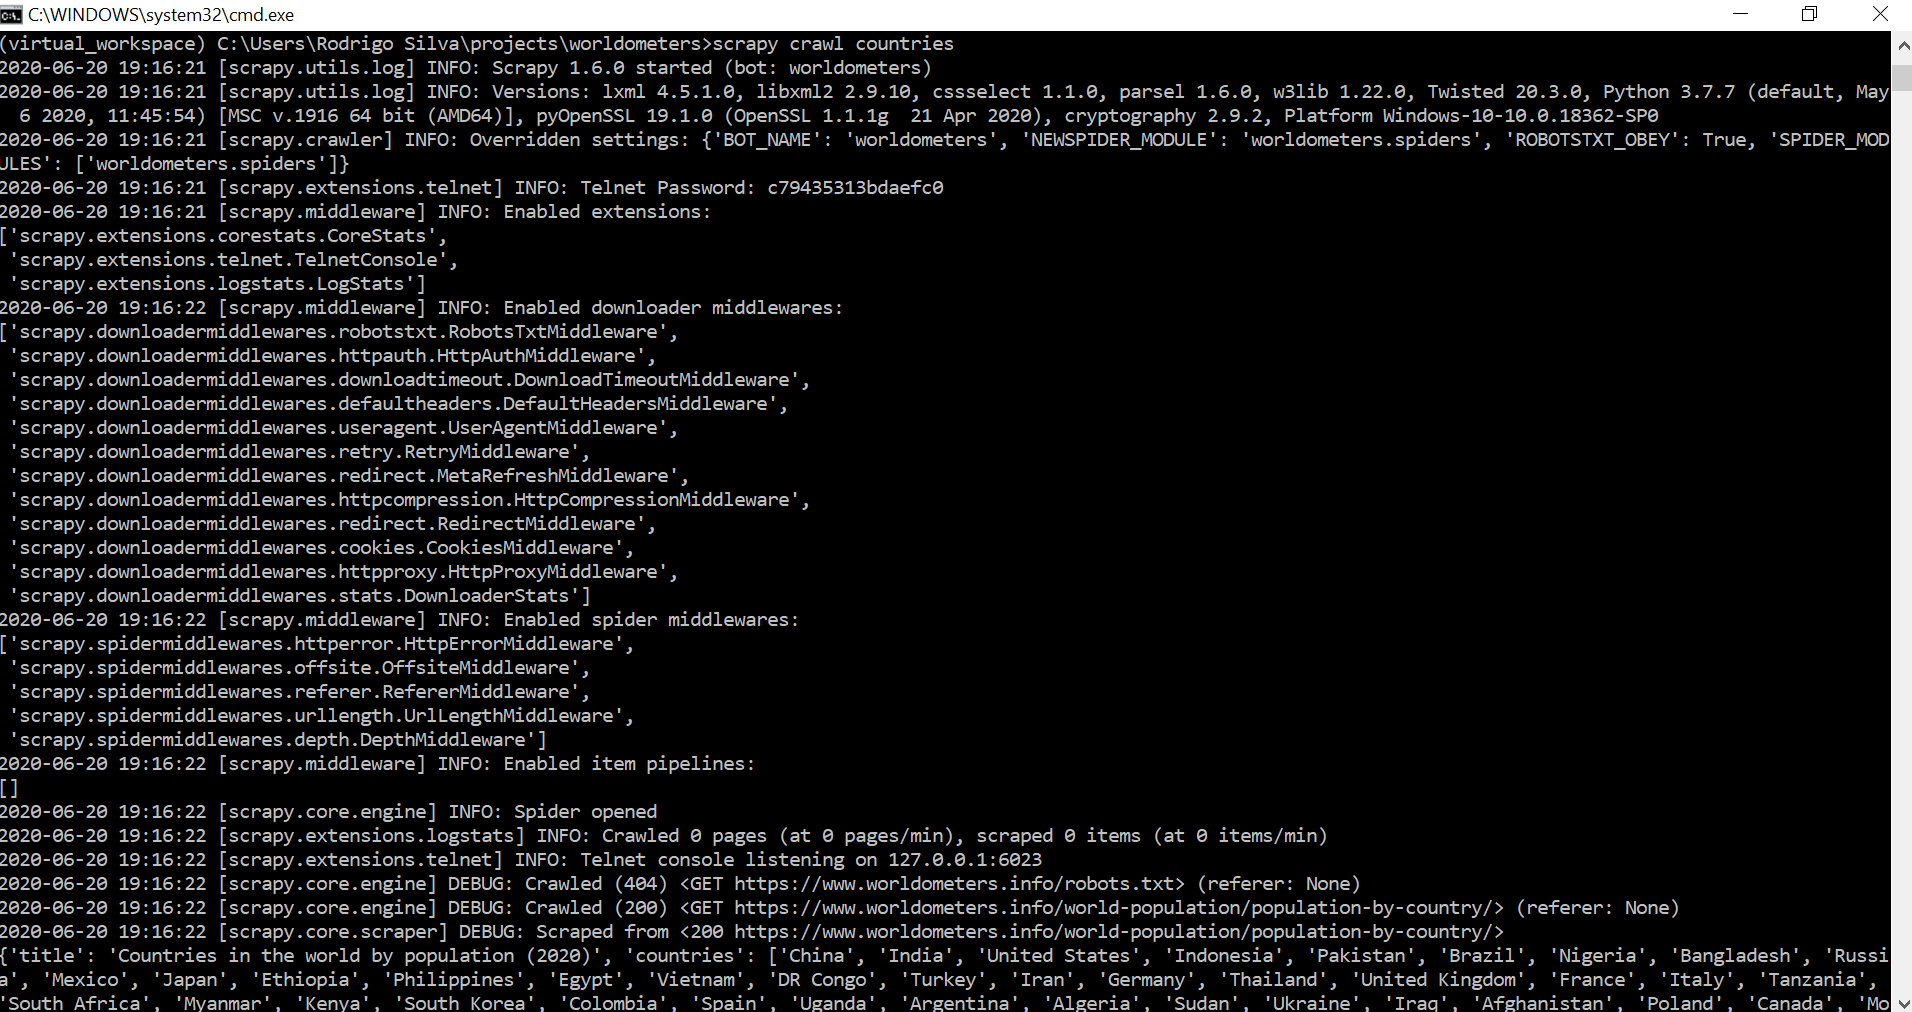 C:\WINDOWS\system32\cmd.exe
(virtual_workspace) C:\Users\Rodrigo Silva\projects\worldometers>scrapy crawl countries
2020-06-20 19:16:21 [scrapy.utils.log] INFO: Scrapy 1.6.0 started (bot: worldometers)
2020-06-20 19:16:21 [scrapy.utils.log] INFO: Versions: lxml 4.5.1.0, libxml2 2.9.10, cssselect 1.1.0, parsel 1.6.0, w3lib 1.22.0, Twisted 20.3.0, Python 3.7.7 (default, May
  6 2020, 11:45:54) [MSC v.1916 64 bit (AMD64)], pyOpenSSL 19.1.0 (OpenSSL 1.1.1g  21 Apr 2020), cryptography 2.9.2, Platform Windows-10-10.0.18362-SP0
2020-06-20 19:16:21 [scrapy.crawler] INFO: Overridden settings: {'BOT_NAME': 'worldometers', 'NEWSPIDER_MODULE': 'worldometers.spiders', 'ROBOTSTXT_OBEY': True, 'SPIDER_MOD
ULES': ['worldometers.spiders']}
2020-06-20 19:16:21 [scrapy.extensions.telnet] INFO: Telnet Password: c79435313bdaefc0
2020-06-20 19:16:21 [scrapy.middleware] INFO: Enabled extensions:
['scrapy.extensions.corestats.CoreStats',
 'scrapy.extensions.telnet.TelnetConsole',
 'scrapy.extensions.logstats.LogStats']
2020-06-20 19:16:22 [scrapy.middleware] INFO: Enabled downloader middlewares:
['scrapy.downloadermiddlewares.robotstxt.RobotsTxtMiddleware',
 'scrapy.downloadermiddlewares.httpauth.HttpAuthMiddleware',
 'scrapy.downloadermiddlewares.downloadtimeout.DownloadTimeoutMiddleware',
 'scrapy.downloadermiddlewares.defaultheaders.DefaultHeadersMiddleware',
 'scrapy.downloadermiddlewares.useragent.UserAgentMiddleware',
 'scrapy.downloadermiddlewares.retry.RetryMiddleware',
 'scrapy.downloadermiddlewares.redirect.MetaRefreshMiddleware',
 'scrapy.downloadermiddlewares.httpcompression.HttpCompressionMiddleware',
 'scrapy.downloadermiddlewares.redirect.RedirectMiddleware',
 'scrapy.downloadermiddlewares.cookies.CookiesMiddleware',
 'scrapy.downloadermiddlewares.httpproxy.HttpProxyMiddleware',
 'scrapy.downloadermiddlewares.stats.DownloaderStats']
2020-06-20 19:16:22 [scrapy.middleware] INFO: Enabled spider middlewares:
['scrapy.spidermiddlewares.httperror.HttpErrorMiddleware',
 'scrapy.spidermiddlewares.offsite.OffsiteMiddleware',
 'scrapy.spidermiddlewares.referer.RefererMiddleware',
 'scrapy.spidermiddlewares.urllength.UrlLengthMiddleware',
 'scrapy.spidermiddlewares.depth.DepthMiddleware']
2020-06-20 19:16:22 [scrapy.middleware] INFO: Enabled item pipelines:
[]
2020-06-20 19:16:22 [scrapy.core.engine] INFO: Spider opened
2020-06-20 19:16:22 [scrapy.extensions.logstats] INFO: Crawled 0 pages (at 0 pages/min), scraped 0 items (at 0 items/min)
2020-06-20 19:16:22 [scrapy.extensions.telnet] INFO: Telnet console listening on 127.0.0.1:6023
2020-06-20 19:16:22 [scrapy.core.engine] DEBUG: Crawled (404) <GET https://www.worldometers.info/robots.txt> (referer: None)
2020-06-20 19:16:22 [scrapy.core.engine] DEBUG: Crawled (200) <GET https://www.worldometers.info/world-population/population-by-country/> (referer: None)
2020-06-20 19:16:22 [scrapy.core.scraper] DEBUG: Scraped from <200 https://www.worldometers.info/world-population/population-by-country/>
{'title': 'Countries in the world by population (2020)', 'countries': ['China', 'India', 'United States', 'Indonesia', 'Pakistan', 'Brazil', 'Nigeria', 'Bangladesh', 'Russi
a', 'Mexico', 'Japan', 'Ethiopia', 'Philippines', 'Egypt', 'Vietnam', 'DR Congo', 'Turkey', 'Iran', 'Germany', 'Thailand', 'United Kingdom', 'France', 'Italy', 'Tanzania',
'South Africa', 'Myanmar', 'Kenya', 'South Korea', 'Colombia', 'Spain', 'Uganda', 'Argentina', 'Algeria', 'Sudan', 'Ukraine', 'Iraq', 'Afghanistan', 'Poland', 'Canada', 'Mo